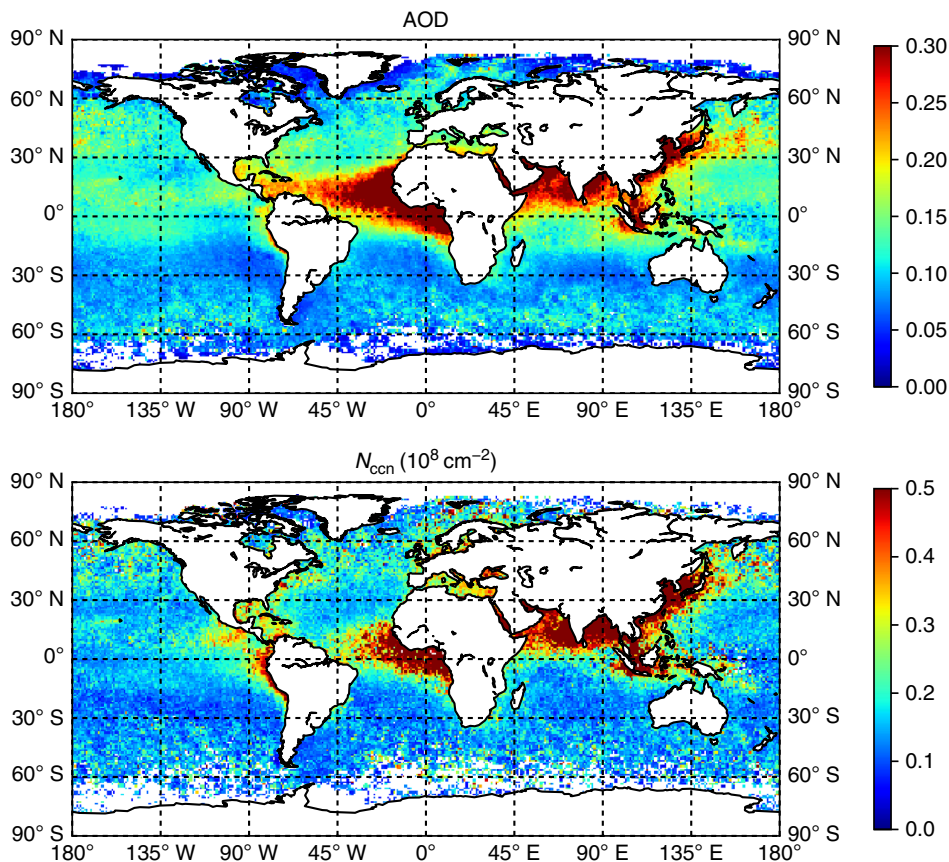 AOD
90° N 90° N 0.30
60° N 60° N 0.25
30° N 30° N 0.20
0° 0° 0.15
30° S 30° S 0.10
60° S 60° S 0.05
90° S 90° S 0.00
180° 135° W 90° W 45° W 0° 45° E 90° E 135° E 180°
N_ccn (10⁸ cm⁻²)
90° N 90° N 0.5
60° N 60° N 0.4
30° N 30° N 0.3
0° 0° 0.2
30° S 30° S 0.1
60° S 60° S 0.0
90° S 90° S
180° 135° W 90° W 45° W 0° 45° E 90° E 135° E 180°